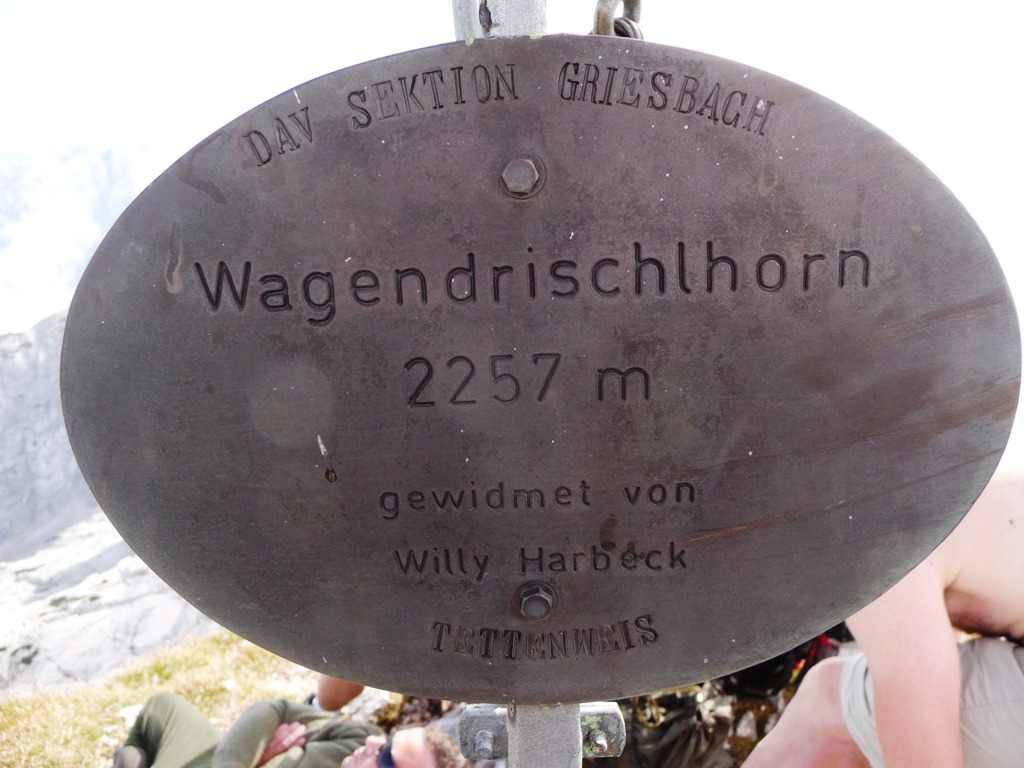 DAV SEKTION GRIESBACH
Wagendrischlhorn
2257 m
gewidmet von
Willy Harbeck
TETTENWEIS